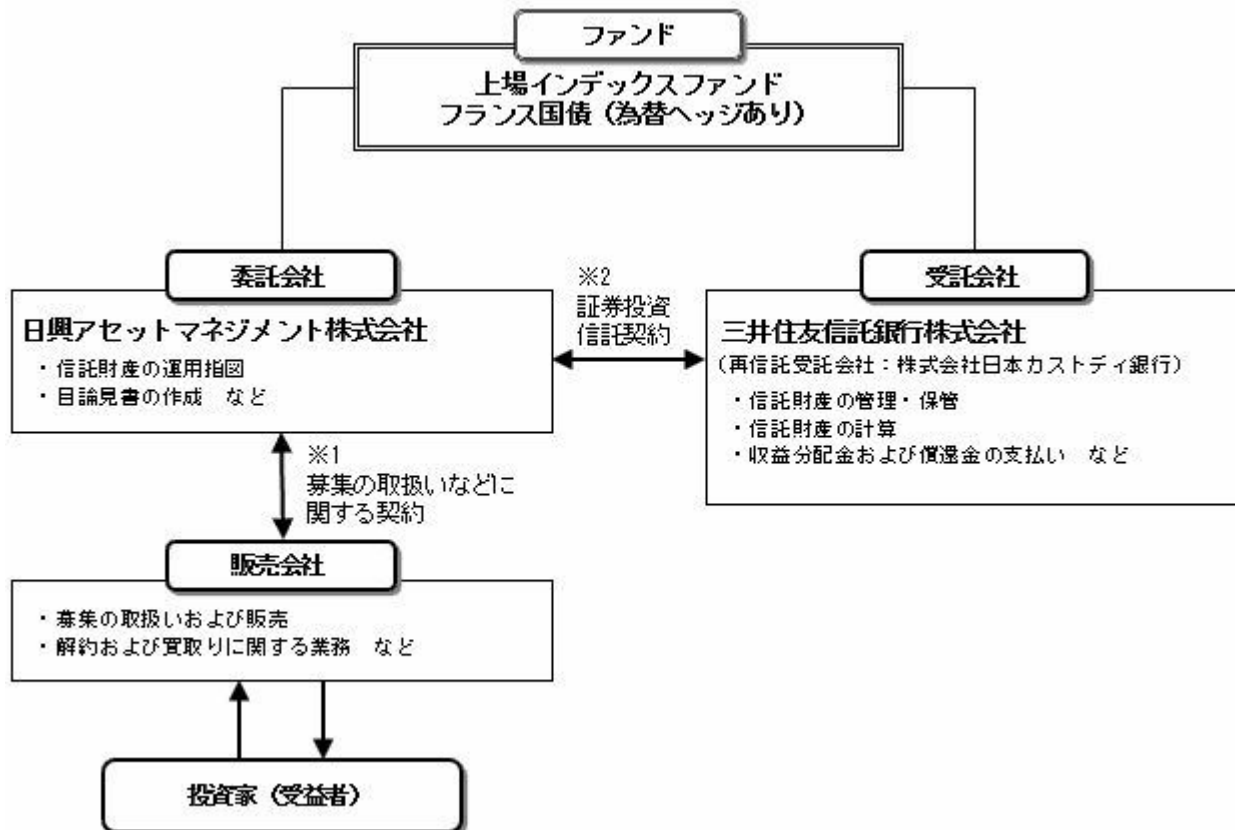 ファンド
上場インデックスファンド
フランス国債（為替ヘッジあり）
委託会社
日興アセットマネジメント株式会社
・信託財産の運用指図
・目論見書の作成　など
※2
証券投資
信託契約
受託会社
三井住友信託銀行株式会社
（再信託受託会社：株式会社日本カストディ銀行）
・信託財産の管理・保管
・信託財産の計算
・収益分配金および償還金の支払い　など
※1
募集の取扱いなどに
関する契約
販売会社
・募集の取扱いおよび販売
・解約および買取りに関する業務　など
投資家（受益者）